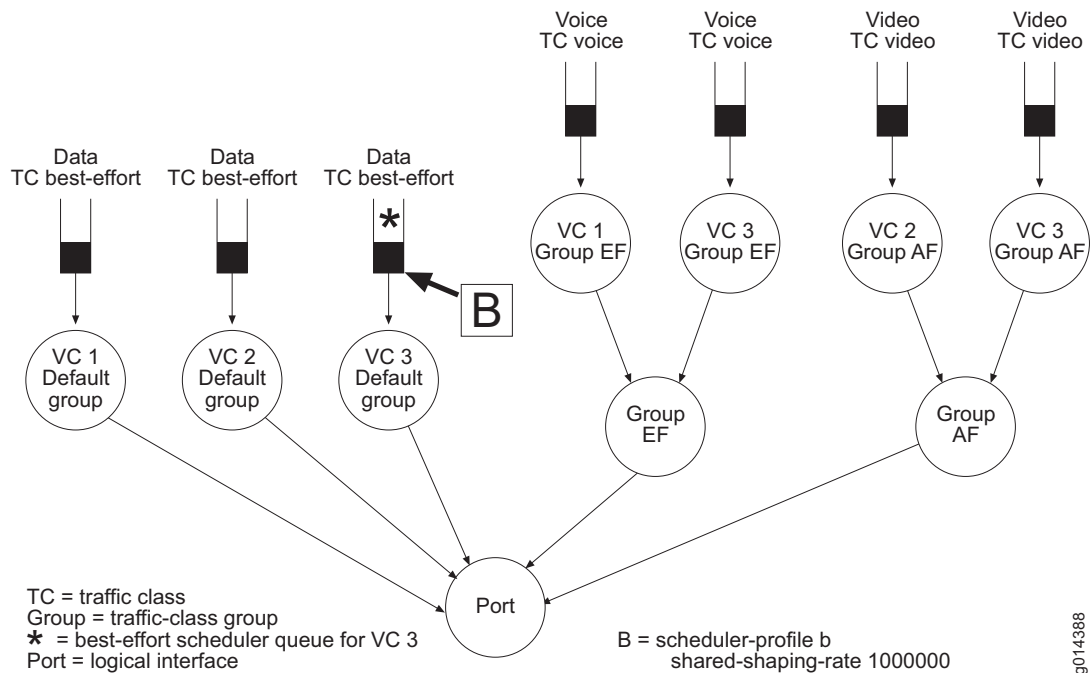 Voice
TC voice
Voice
TC voice
Video
TC video
Video
TC video
Data
TC best-effort
Data
TC best-effort
Data
TC best-effort
*
B
VC 1
Group EF
VC 3
Group EF
VC 2
Group AF
VC 3
Group AF
VC 1
Default
group
VC 2
Default
group
VC 3
Default
group
Group
EF
Group
AF
Port
TC = traffic class
Group = traffic-class group
* = best-effort scheduler queue for VC 3
Port = logical interface
B = scheduler-profile b
shared-shaping-rate 1000000
g014388